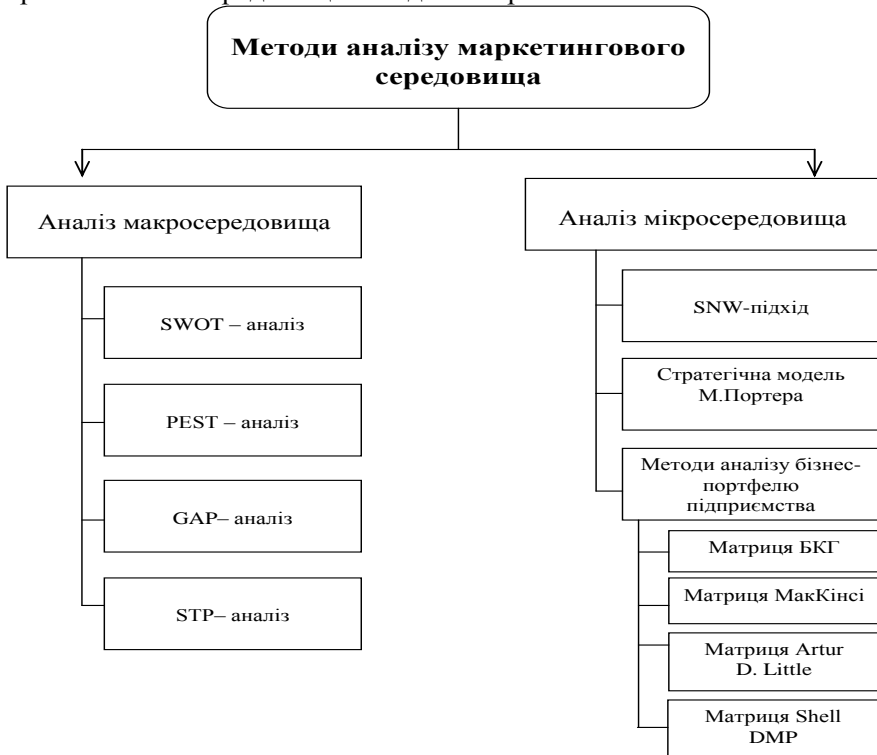 Методи аналізу маркетингового
середовища
Аналіз макросередовища
SWOT – аналіз
PEST – аналіз
GAP– аналіз
STP– аналіз
Аналіз мікросередовища
SNW-підхід
Стратегічна модель
М.Портера
Методи аналізу бізнес-
портфелю
підприємства
Матриця БКГ
Матриця МакКінсі
Матриця Artur
D. Little
Матриця Shell
DMP